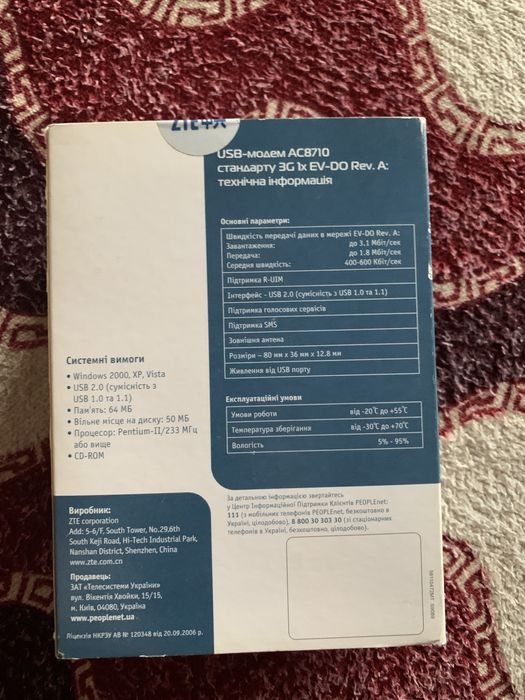 ZTE中兴
USB-модем AC8710
стандарту 3G 1x EV-DO Rev. A:
технічна інформація
Основні параметри:
Швидкість передачі даних в мережі EV-DO Rev. A:
Завантаження: до 3.1 Мбіт/сек
Передача: до 1.8 Мбіт/сек
Середня швидкість: 400-600 Кбіт/сек
Підтримка R-UIM
Інтерфейс - USB 2.0 (сумісність з USB 1.0 та 1.1)
Підтримка голосових сервісів
Підтримка SMS
Зовнішня антена
Розміри – 80 мм x 36 мм x 12.8 мм
Живлення від USB порту
Експлуатаційні умови
Умови роботи від -20℃ до +55℃
Температура зберігання від -30℃ до +70℃
Вологість 5% - 95%
Системні вимоги
• Windows 2000, XP, Vista
• USB 2.0 (сумісність з
USB 1.0 та 1.1)
• Пам'ять: 64 МБ
• Вільне місце на диску: 50 МБ
• Процесор: Pentium-II/233 МГц
або вище
• CD-ROM
За детальною інформацією звертайтесь
у Центр Інформаційної Підтримки Клієнтів PEOPLEnet:
111 (з мобільних телефонів PEOPLEnet, безкоштовно в
Україні, цілодобово), 8 800 30 303 30 (зі стаціонарних
телефонів в Україні, безкоштовно, цілодобово).
Виробник:
ZTE corporation
Add: 5-6/F, South Tower, No.29,6th
South Keji Road, Hi-Tech Industrial Park,
Nanshan District, Shenzhen, China
www.zte.com.cn
Продавець:
ЗАТ «Телесистеми України»
вул. Вікентія Хвойки, 15/15,
м. Київ, 04080, Україна
www.peoplenet.ua
Ліцензія НКРЗУ АВ № 120348 від 20.09.2006 р.